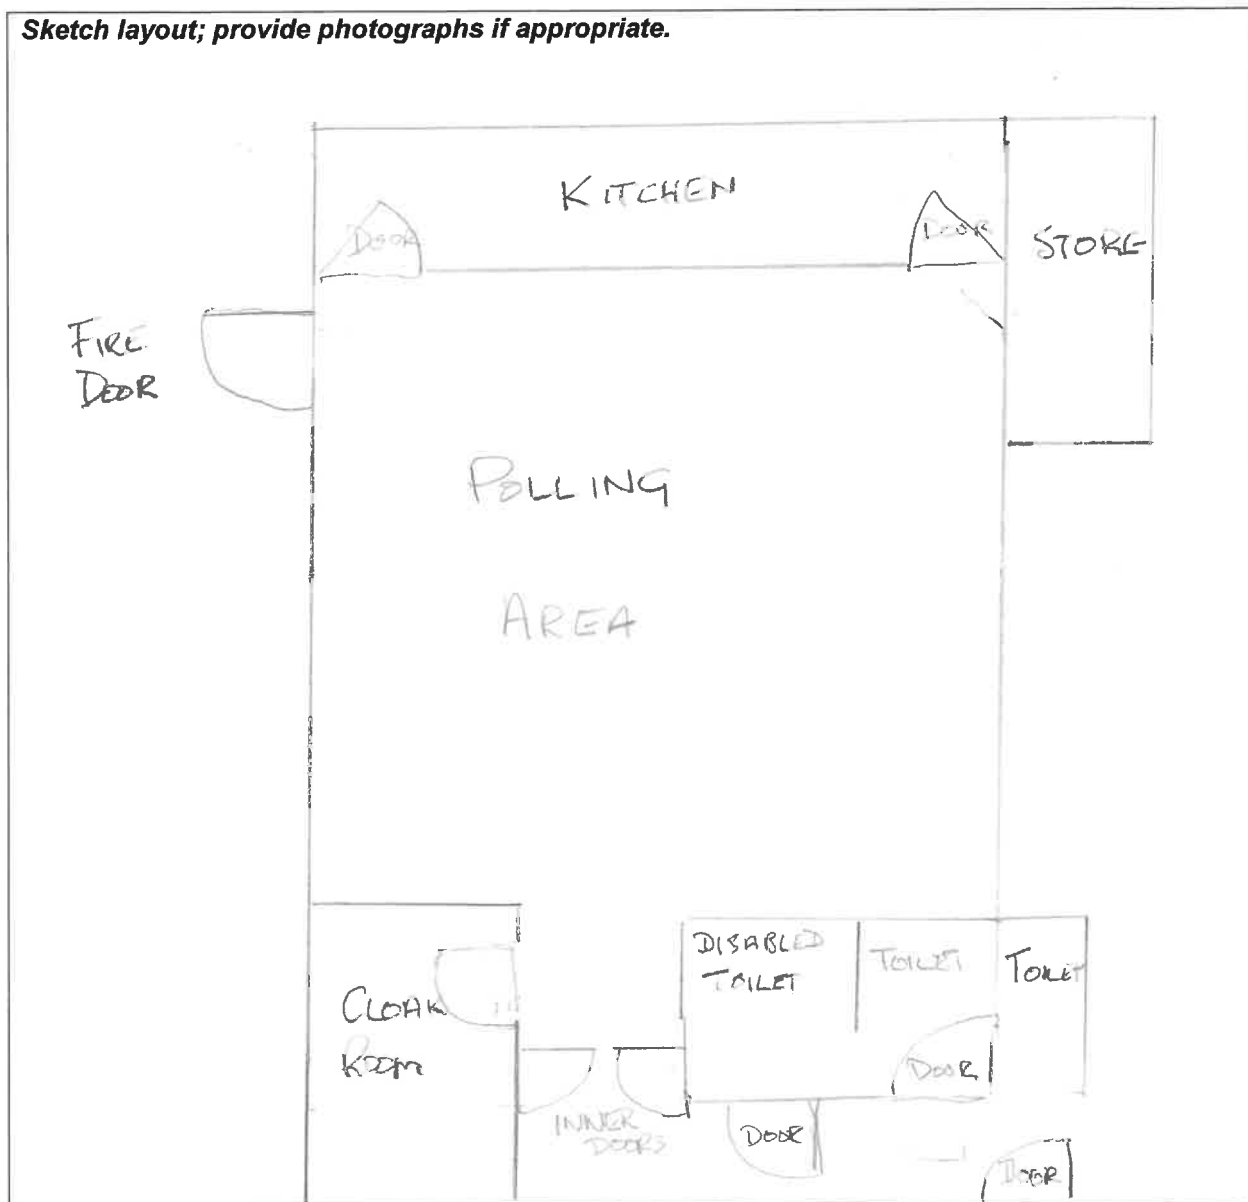 Sketch layout; provide photographs if appropriate.
KITCHEN
DOOR
DOOR
STORE
FIRE
DOOR
POLLING
AREA
DISABLED
TOILET
TOILET
TOILET
CLOAK
ROOM
DOOR
INNER
DOORS
DOOR
DOOR